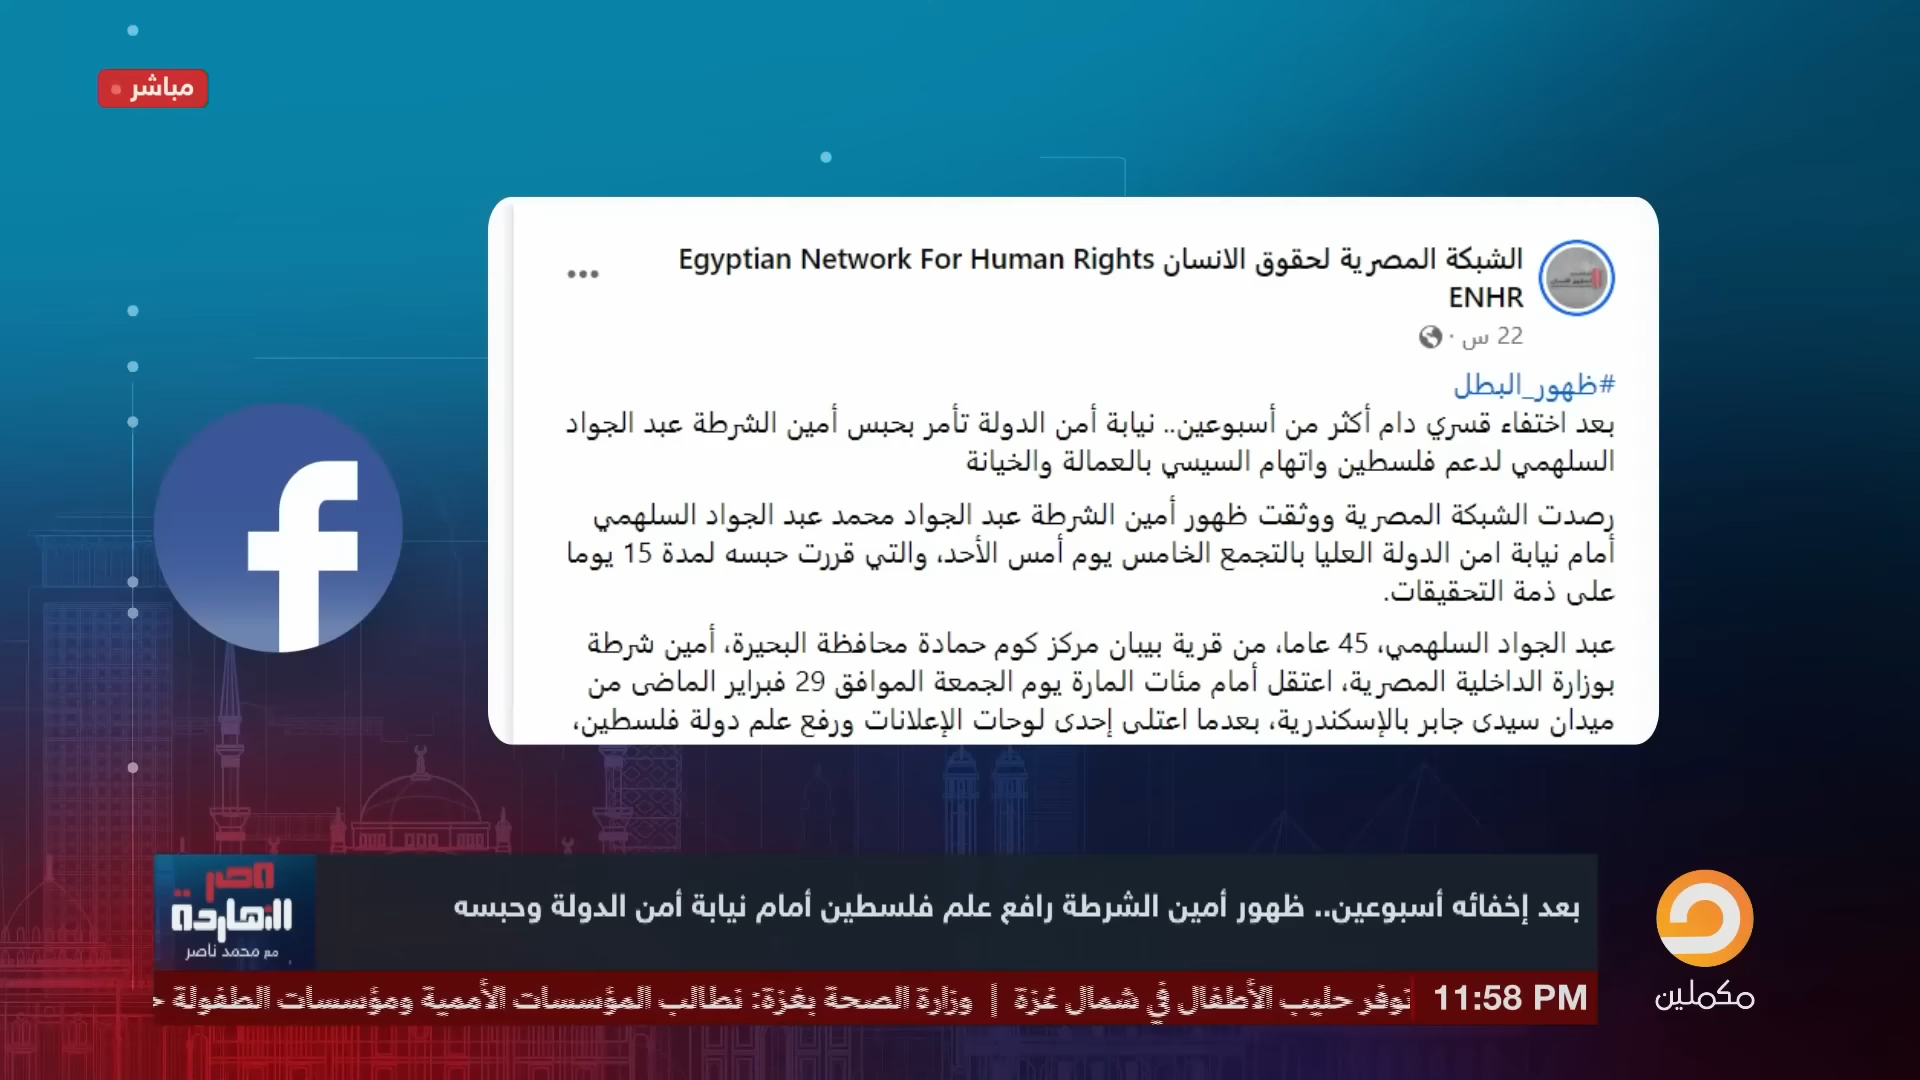 مباشر
الشبكة المصرية لحقوق الانسان Egyptian Network For Human Rights
ENHR
22 س ·
#ظهور_البطل
بعد اختفاء قسري دام أكثر من أسبوعين.. نيابة أمن الدولة تأمر بحبس أمين الشرطة عبد الجواد
السلهمي لدعم فلسطين واتهام السيسي بالعمالة والخيانة
رصدت الشبكة المصرية ووثقت ظهور أمين الشرطة عبد الجواد محمد عبد الجواد السلهمي
أمام نيابة امن الدولة العليا بالتجمع الخامس يوم أمس الأحد، والتي قررت حبسه لمدة 15 يوما
على ذمة التحقيقات.
عبد الجواد السلهمي، 45 عاما، من قرية بيبان مركز كوم حمادة محافظة البحيرة، أمين شرطة
بوزارة الداخلية المصرية، اعتقل أمام مئات المارة يوم الجمعة الموافق 29 فبراير الماضى من
ميدان سيدى جابر بالإسكندرية، بعدما اعتلى إحدى لوحات الإعلانات ورفع علم دولة فلسطين،
بعد إخفائه أسبوعين.. ظهور أمين الشرطة رافع علم فلسطين أمام نيابة أمن الدولة وحبسه
مصر
النهاردة
مع محمد ناصر
11:58 PM
توفر حليب الأطفال في شمال غزة | وزارة الصحة بغزة: نطالب المؤسسات الأممية ومؤسسات الطفولة
مكملين